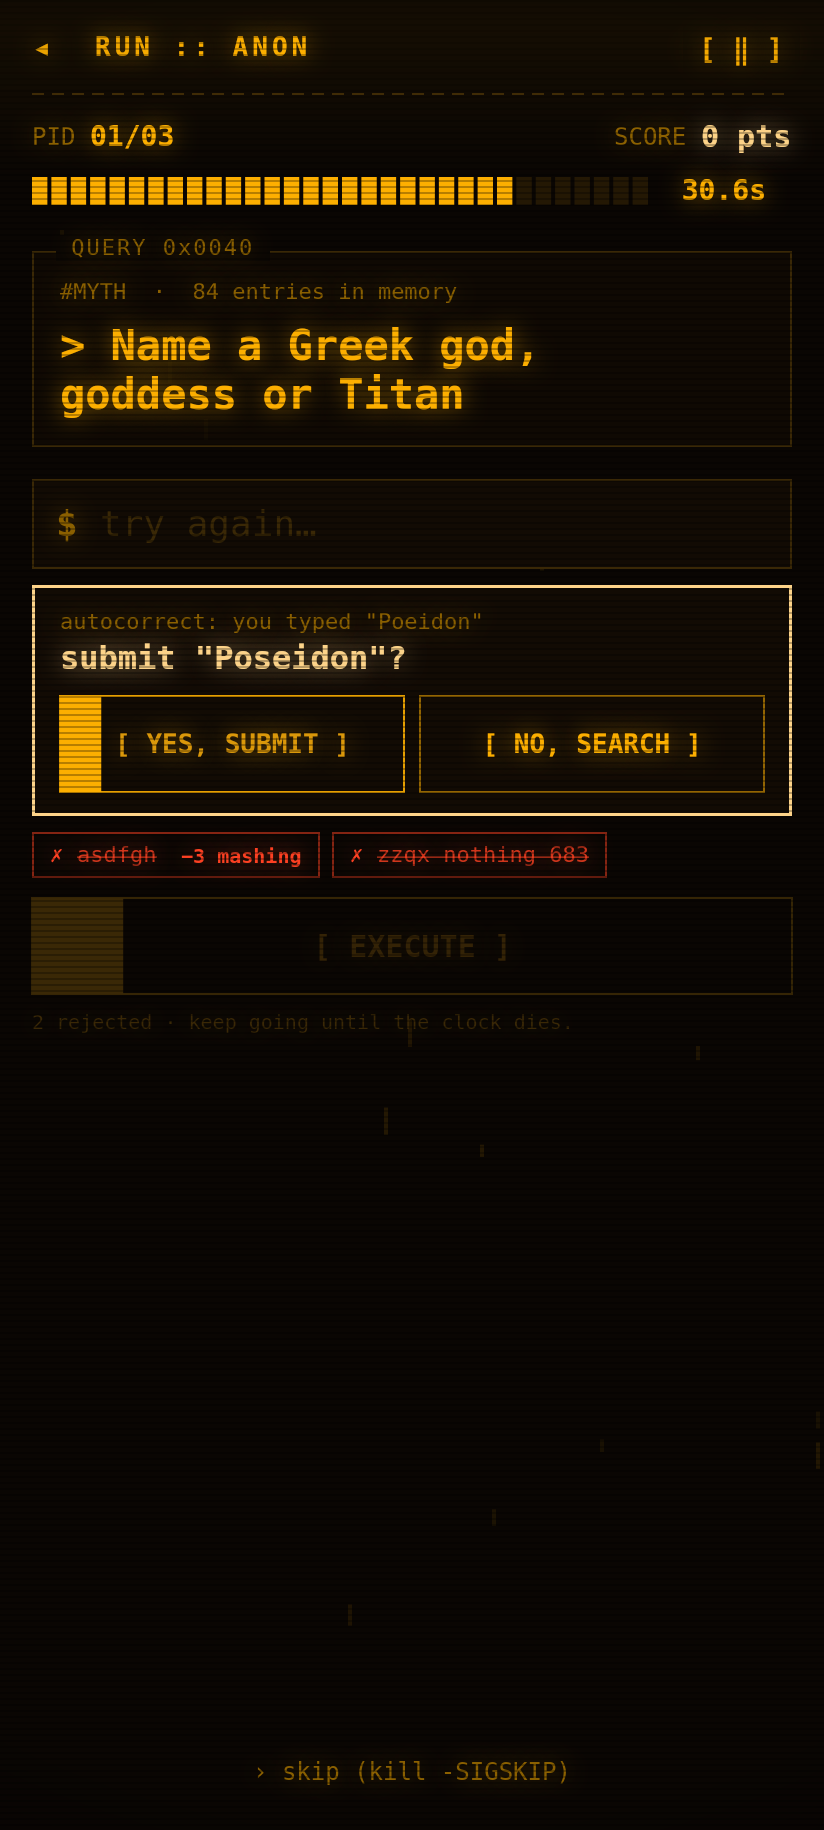 ◂ RUN :: ANON [ ‖ ]
PID 01/03 SCORE 0 pts
30.6s
QUERY 0x0040
#MYTH · 84 entries in memory
> Name a Greek god,
goddess or Titan
$ try again…
autocorrect: you typed "Poeidon"
submit "Poseidon"?
[ YES, SUBMIT ] [ NO, SEARCH ]
✗ asdfgh −3 mashing ✗ zzqx nothing 683
[ EXECUTE ]
2 rejected · keep going until the clock dies.
› skip (kill -SIGSKIP)